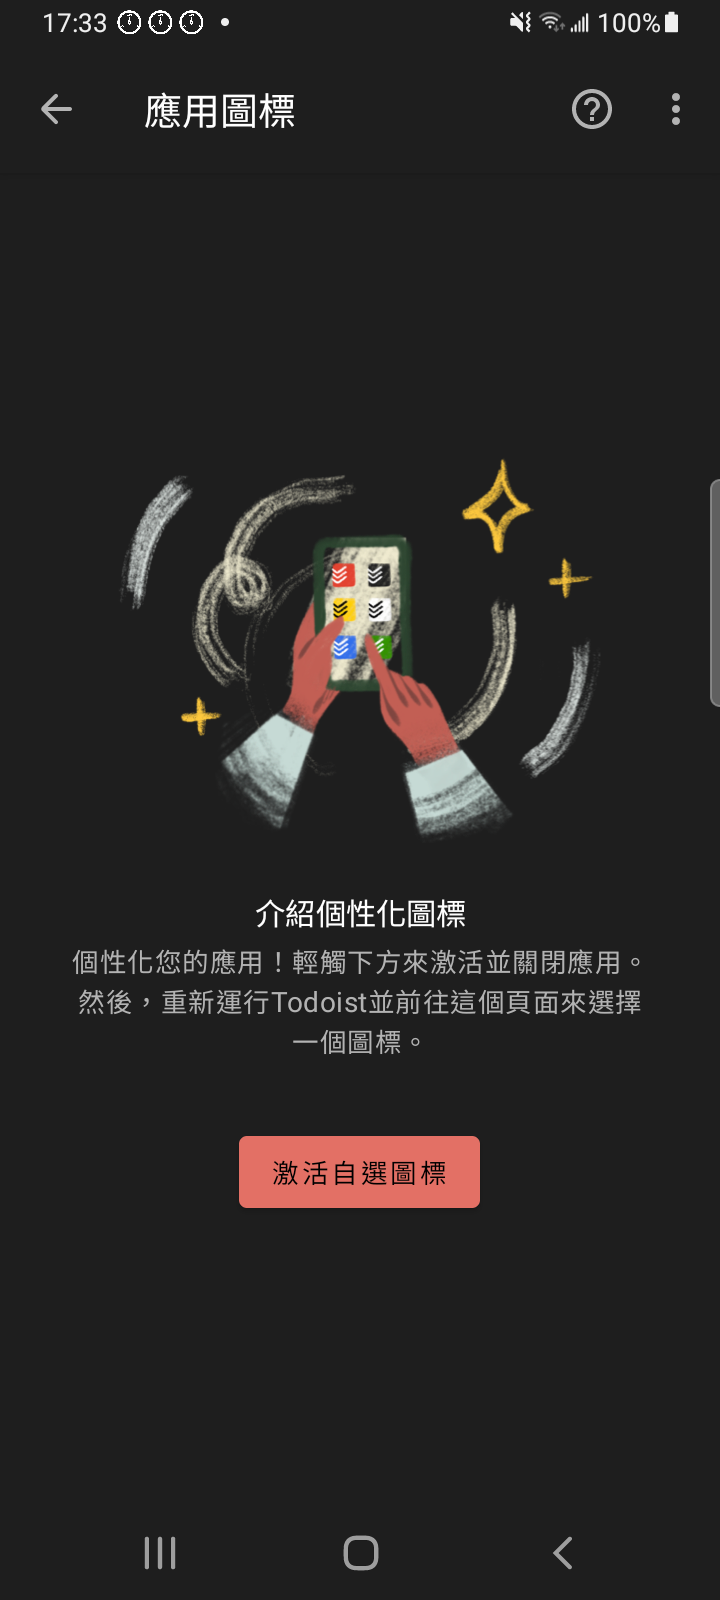 17:33
100%
應用圖標
介紹個性化圖標
個性化您的應用！輕觸下方來激活並關閉應用。
然後，重新運行Todoist並前往這個頁面來選擇
一個圖標。
激活自選圖標